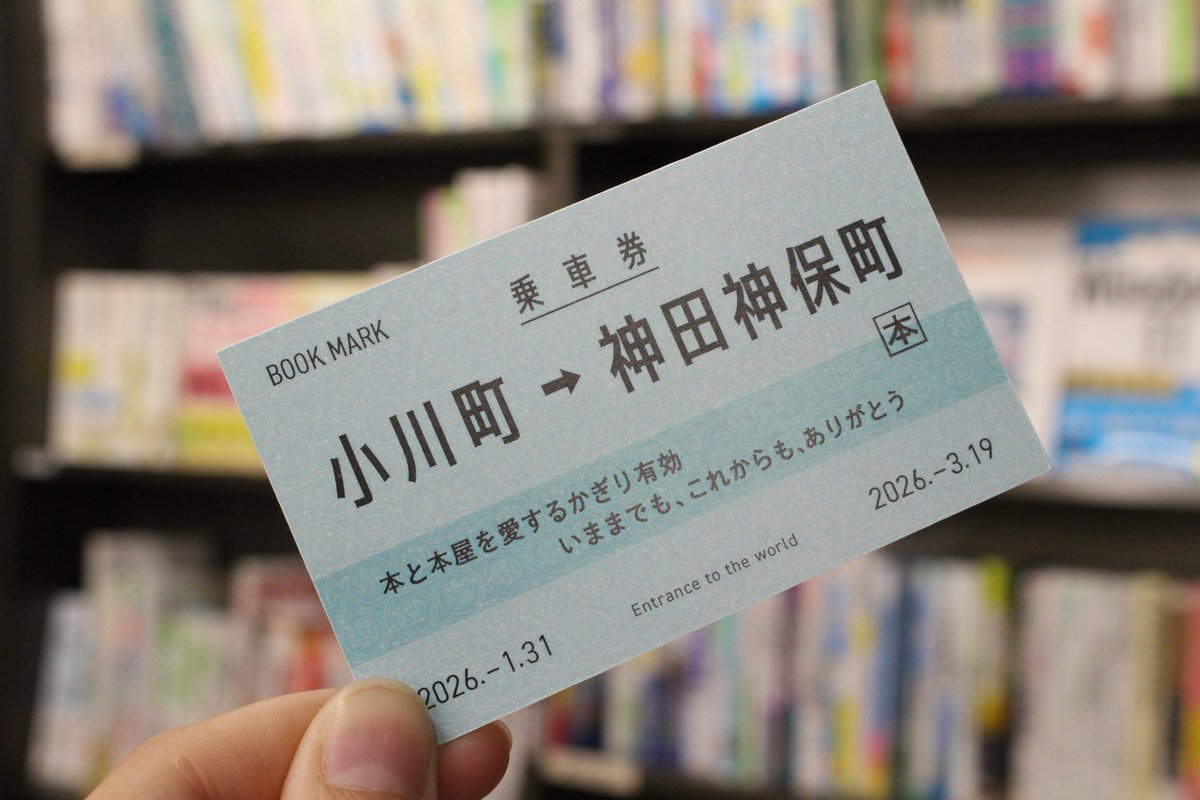 BOOK MARK
乗車券
小川町→神田神保町
本
本と本屋を愛するかぎり有効
いままでも、これからも、ありがとう
2026.-1.31
Entrance to the world
2026.-3.19